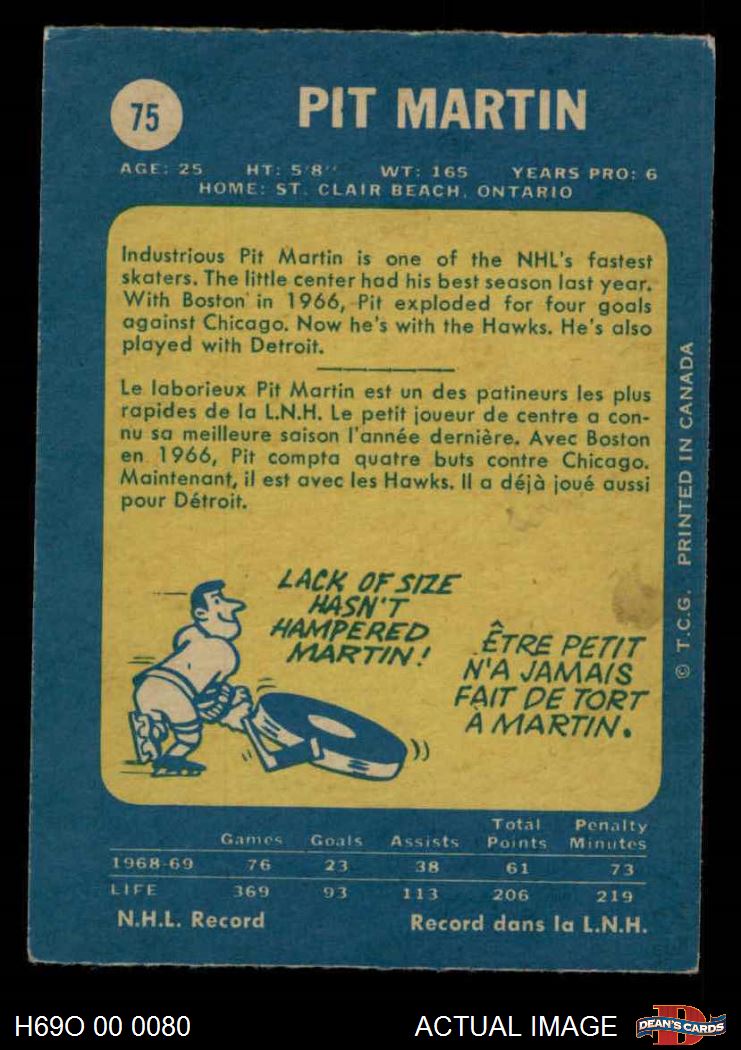 75
PIT MARTIN
AGE: 25 HT: 5'8" WT: 165 YEARS PRO: 6
HOME: ST. CLAIR BEACH, ONTARIO
Industrious Pit Martin is one of the NHL's fastest
skaters. The little center had his best season last year.
With Boston in 1966, Pit exploded for four goals
against Chicago. Now he's with the Hawks. He's also
played with Detroit.
Le laborieux Pit Martin est un des patineurs les plus
rapides de la L.N.H. Le petit joueur de centre a con-
nu sa meilleure saison l'année dernière. Avec Boston
en 1966, Pit compta quatre buts contre Chicago.
Maintenant, il est avec les Hawks. Il a déjà joué aussi
pour Détroit.
LACK OF SIZE
HASN'T
HAMPERED
MARTIN!
ÊTRE PETIT
N'A JAMAIS
FAIT DE TORT
À MARTIN.
© T.C.G. PRINTED IN CANADA
Games Goals Assists Total Points Penalty Minutes
1968-69 76 23 38 61 73
LIFE 369 93 113 206 219
N.H.L. Record Record dans la L.N.H.
H69O 00 0080 ACTUAL IMAGE DEAN'S CARDS